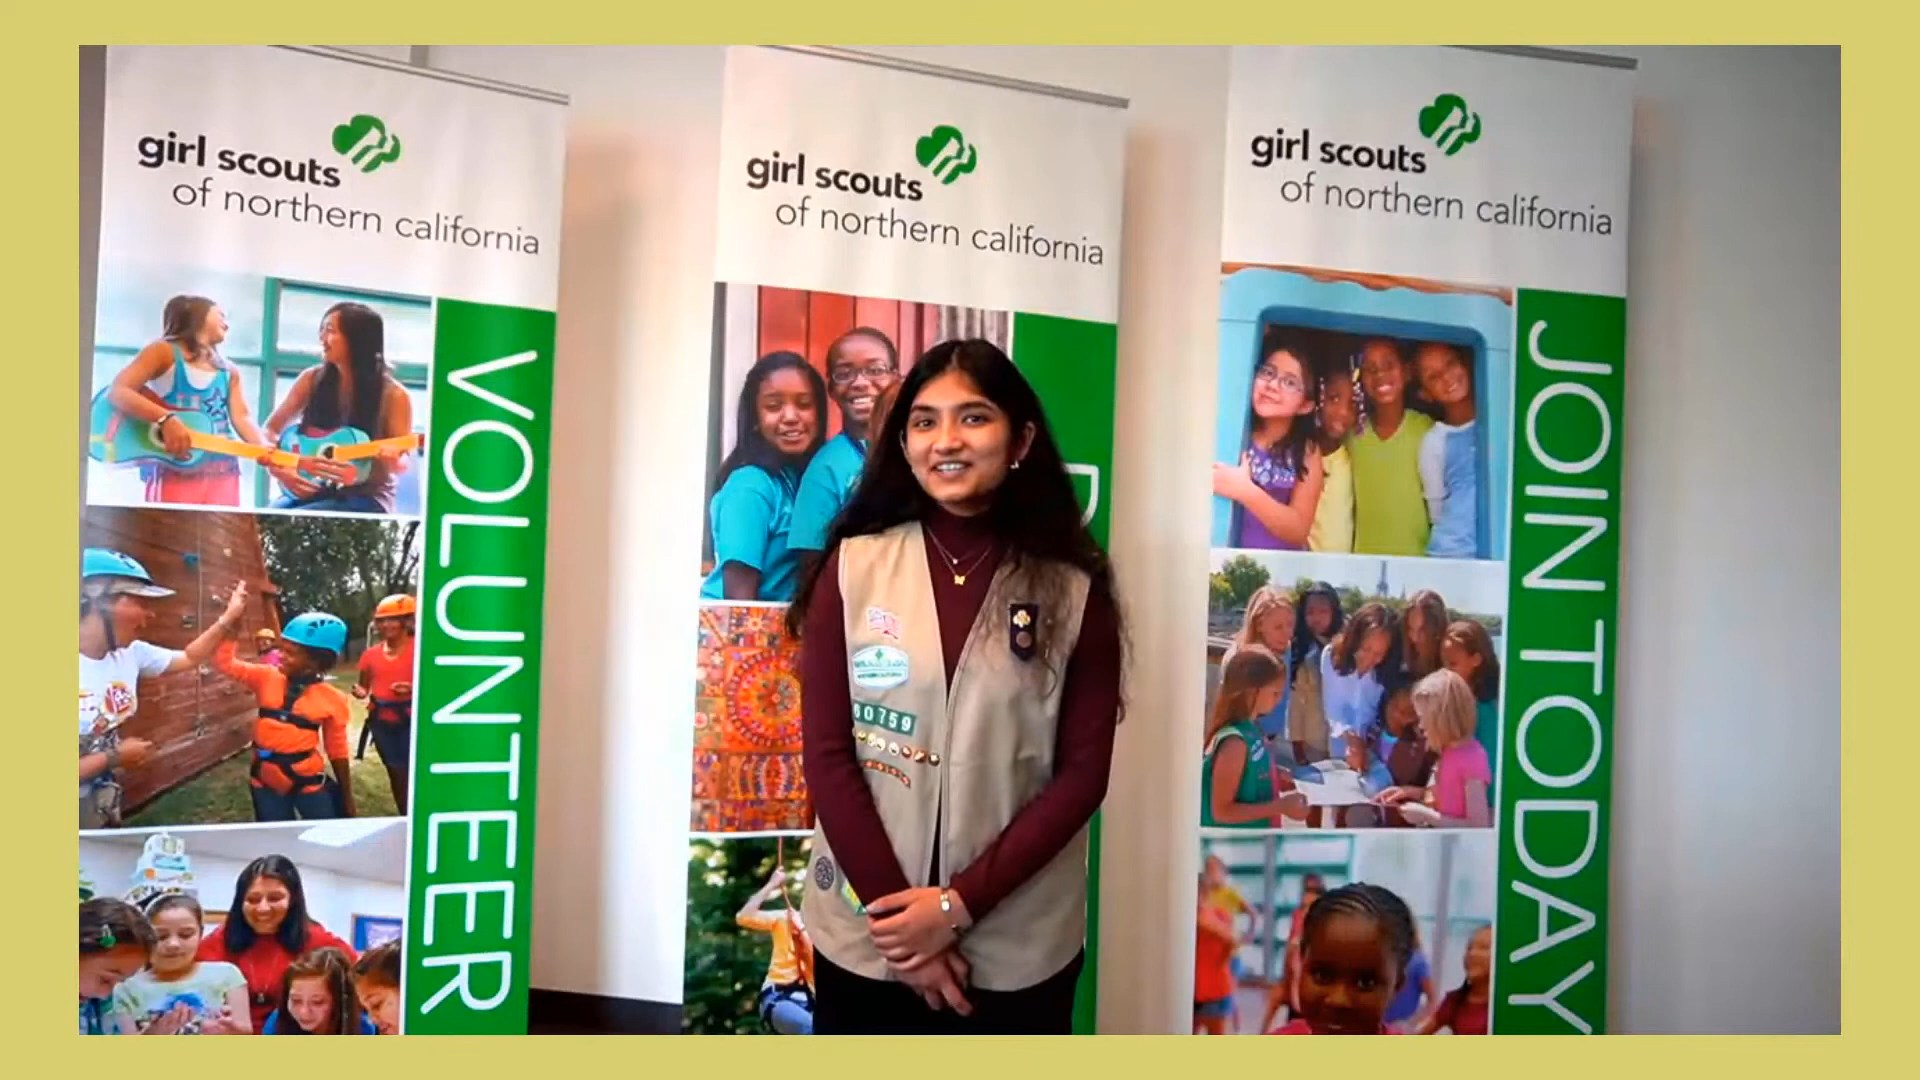 girl scouts
of northern california
VOLUNTEER
girl scouts
of northern california
girl scouts
of northern california
JOIN TODAY
60759